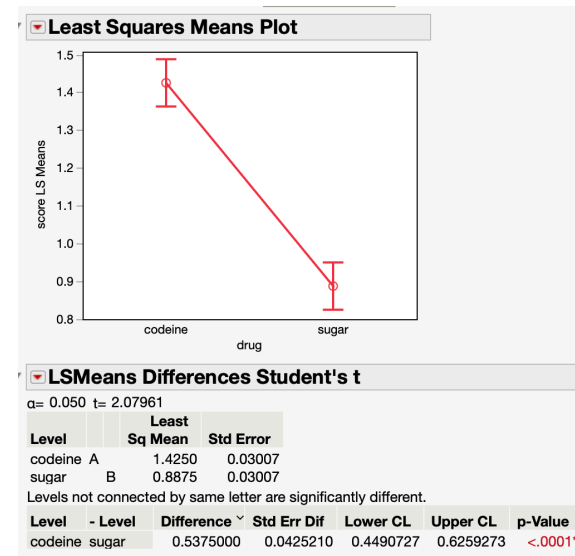 Least Squares Means Plot
1.5
1.4
1.3
1.2
1.1
1.0
0.9
0.8
score LS Means
codeine sugar
drug
LSMeans Differences Student's t
α= 0.050 t= 2.07961
Least
Level Sq Mean Std Error
codeine A 1.4250 0.03007
sugar B 0.8875 0.03007
Levels not connected by same letter are significantly different.
Level - Level Difference Std Err Dif Lower CL Upper CL p-Value
codeine sugar 0.5375000 0.0425210 0.4490727 0.6259273 <.0001*